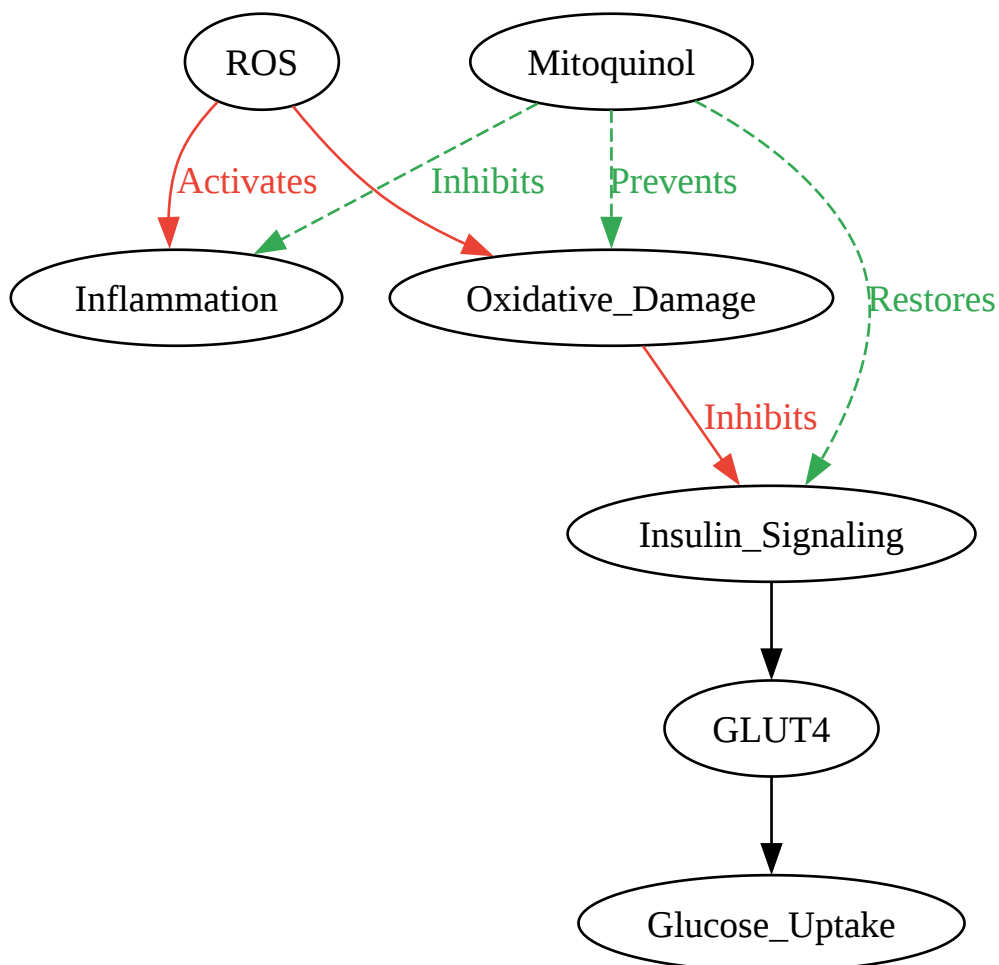 ROS
Mitoquinol
Activates
Inhibits
Prevents
Inflammation
Oxidative_Damage
Restores
Inhibits
Insulin_Signaling
GLUT4
Glucose_Uptake